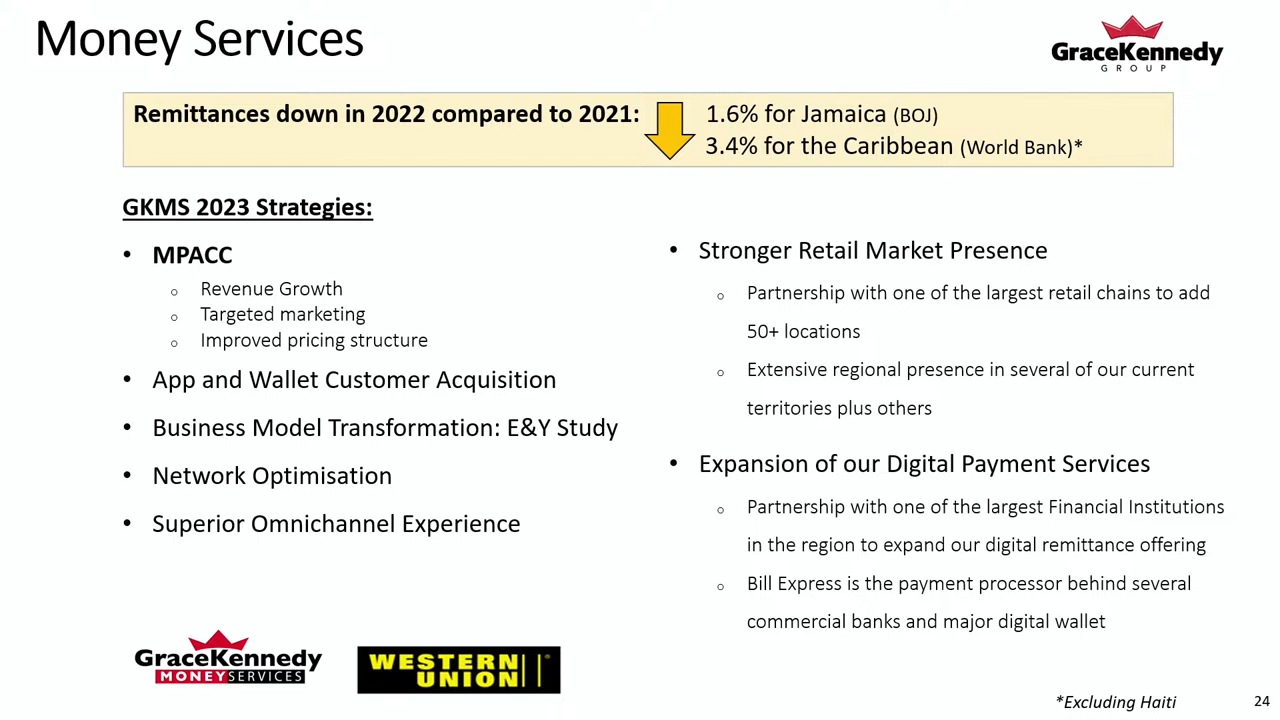 Money Services
GraceKennedy
GROUP
Remittances down in 2022 compared to 2021:
1.6% for Jamaica (BOJ)
3.4% for the Caribbean (World Bank)*
GKMS 2023 Strategies:
• MPACC
○ Revenue Growth
○ Targeted marketing
○ Improved pricing structure
• App and Wallet Customer Acquisition
• Business Model Transformation: E&Y Study
• Network Optimisation
• Superior Omnichannel Experience
• Stronger Retail Market Presence
○ Partnership with one of the largest retail chains to add
50+ locations
○ Extensive regional presence in several of our current
territories plus others
• Expansion of our Digital Payment Services
○ Partnership with one of the largest Financial Institutions
in the region to expand our digital remittance offering
○ Bill Express is the payment processor behind several
commercial banks and major digital wallet
GraceKennedy
MONEYSERVICES
WESTERN
UNION
*Excluding Haiti
24